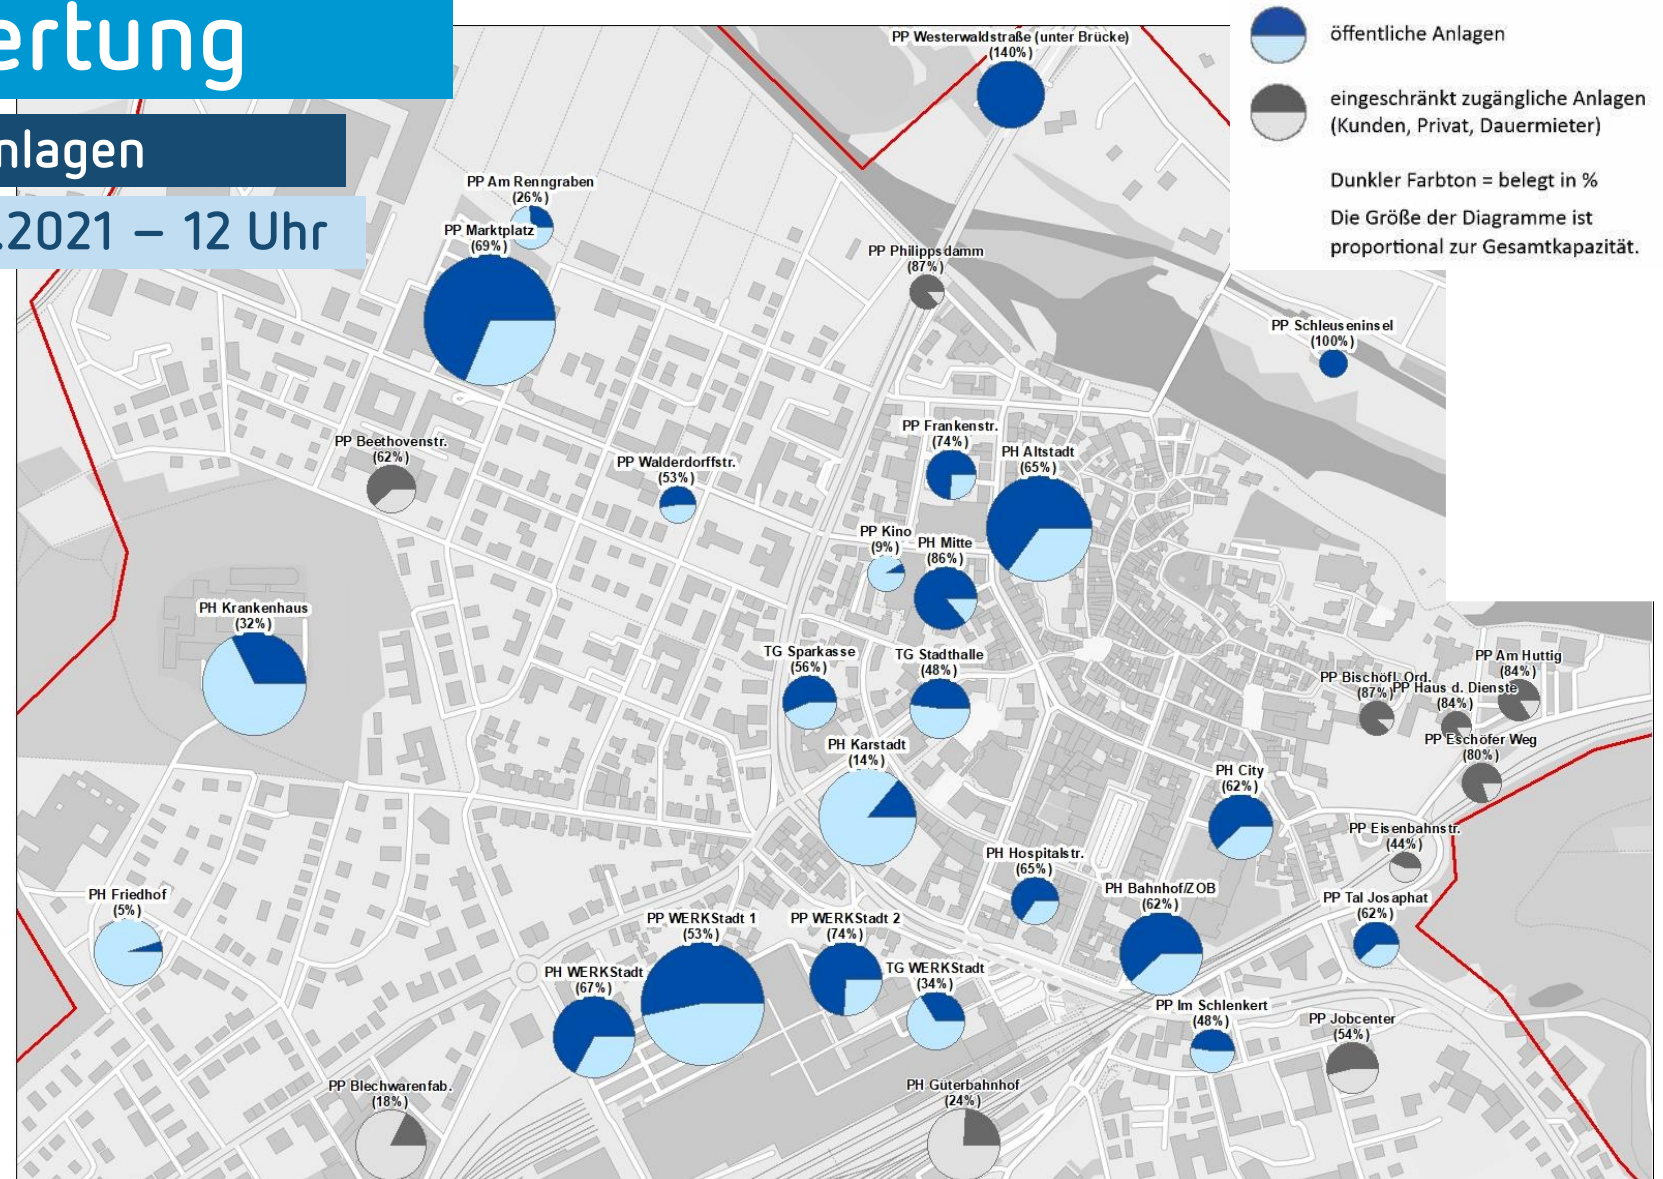 ertung
nlagen
.2021 – 12 Uhr
öffentliche Anlagen
eingeschränkt zugängliche Anlagen
(Kunden, Privat, Dauermieter)
Dunkler Farbton = belegt in %
Die Größe der Diagramme ist
proportional zur Gesamtkapazität.
PP Westerwaldstraße (unter Brücke)
(140%)
PP Am Renngraben
(26%)
PP Marktplatz
(69%)
PP Philippsdamm
(87%)
PP Schleuseninsel
(100%)
PP Beethovenstr.
(62%)
PP Walderdorffstr.
(53%)
PP Frankenstr.
(74%)
PH Altstadt
(65%)
PP Kino
(9%)
PH Mitte
(86%)
PH Krankenhaus
(32%)
TG Sparkasse
(56%)
TG Stadthalle
(48%)
PP Am Huttig
(84%)
PP Bischöfl. Ord.
(87%)
PP Haus d. Dienste
(84%)
PP Eschöfer Weg
(80%)
PH Karstadt
(14%)
PH City
(62%)
PP Eisenbahnstr.
(44%)
PH Hospitalstr.
(65%)
PH Bahnhof/ZOB
(62%)
PP Tal Josaphat
(62%)
PH Friedhof
(5%)
PP WERKStadt 1
(53%)
PP WERKStadt 2
(74%)
PH WERKStadt
(67%)
TG WERKStadt
(34%)
PP Im Schlenkert
(48%)
PP Jobcenter
(54%)
PP Blechwarenfab.
(18%)
PH Güterbahnhof
(24%)